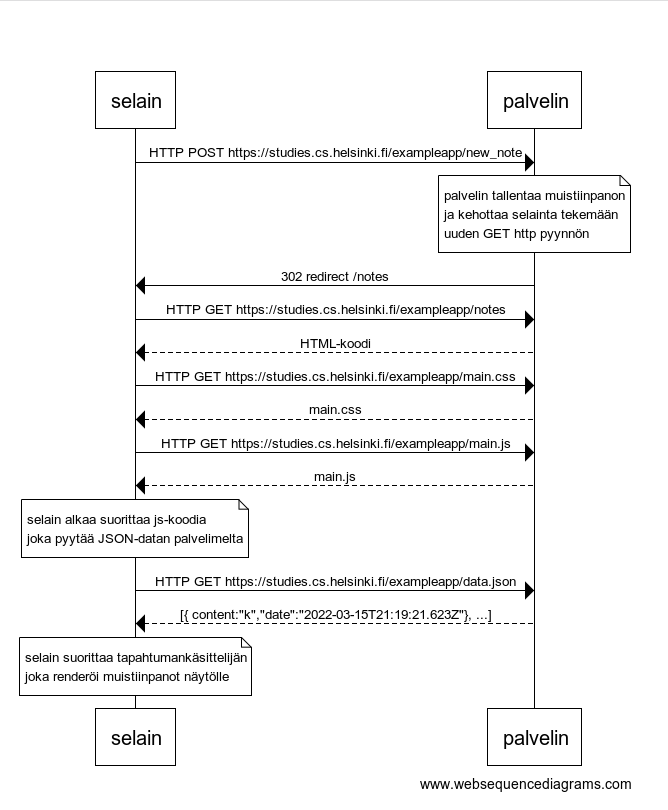 selain palvelin
HTTP POST https://studies.cs.helsinki.fi/exampleapp/new_note
palvelin tallentaa muistiinpanon
ja kehottaa selainta tekemään
uuden GET http pyynnön
302 redirect /notes
HTTP GET https://studies.cs.helsinki.fi/exampleapp/notes
HTML-koodi
HTTP GET https://studies.cs.helsinki.fi/exampleapp/main.css
main.css
HTTP GET https://studies.cs.helsinki.fi/exampleapp/main.js
main.js
selain alkaa suorittaa js-koodia
joka pyytää JSON-datan palvelimelta
HTTP GET https://studies.cs.helsinki.fi/exampleapp/data.json
[{ content:"k","date":"2022-03-15T21:19:21.623Z"}, ...]
selain suorittaa tapahtumankäsittelijän
joka renderöi muistiinpanot näytölle
selain palvelin
www.websequencediagrams.com